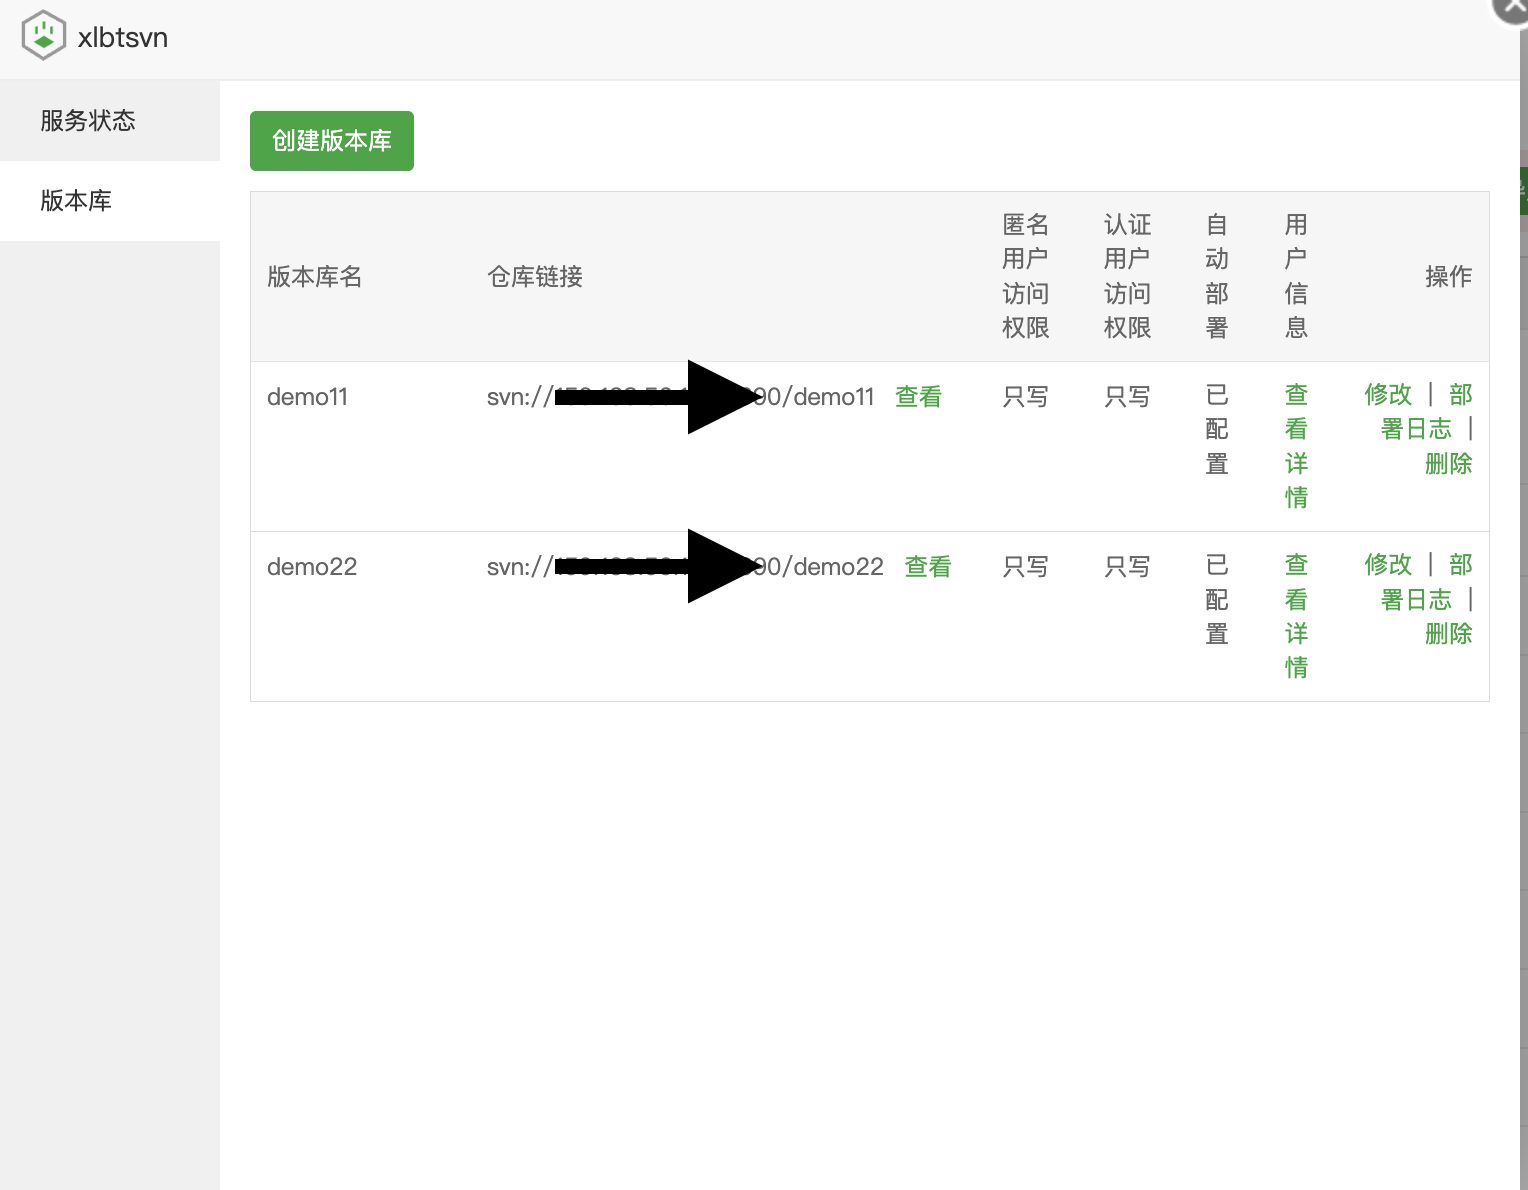 xlbtsvn
服务状态
版本库
创建版本库
版本库名
仓库链接
匿名
用户
访问
权限
认证
用户
访问
权限
自
动
部
署
用
户
信
息
操作
demo11
svn://
00/demo11
查看
只写
只写
已
配
置
查
看
详
情
修改 | 部
署日志 |
删除
demo22
svn://
00/demo22
查看
只写
只写
已
配
置
查
看
详
情
修改 | 部
署日志 |
删除